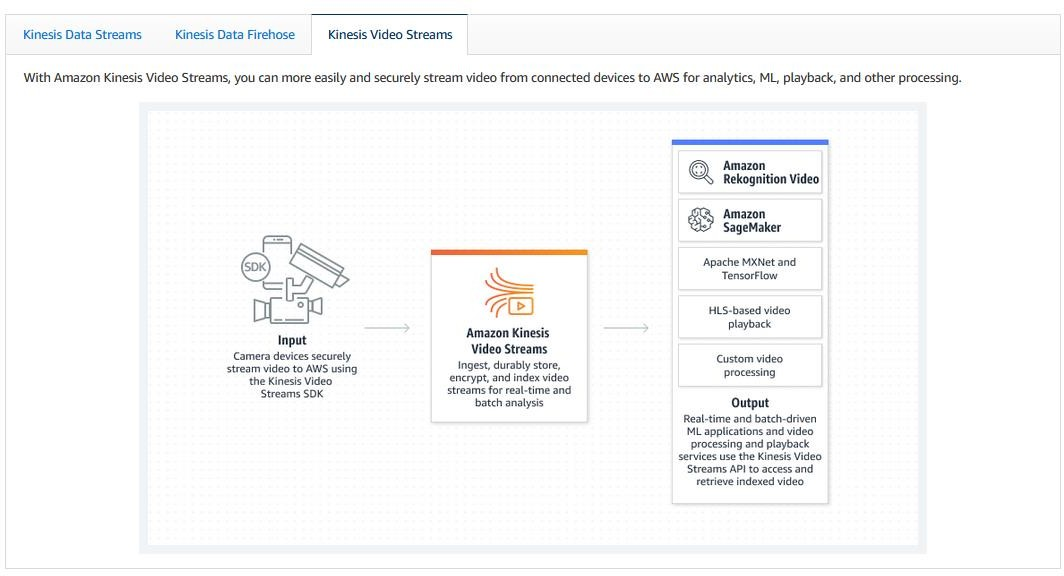 Kinesis Data Streams
Kinesis Data Firehose
Kinesis Video Streams
With Amazon Kinesis Video Streams, you can more easily and securely stream video from connected devices to AWS for analytics, ML, playback, and other processing.
SDK
Input
Camera devices securely
stream video to AWS using
the Kinesis Video
Streams SDK
Amazon Kinesis
Video Streams
Ingest, durably store,
encrypt, and index video
streams for real-time and
batch analysis
Amazon
Rekognition Video
Amazon
SageMaker
Apache MXNet and
TensorFlow
HLS-based video
playback
Custom video
processing
Output
Real-time and batch-driven
ML applications and video
processing and playback
services use the Kinesis Video
Streams API to access and
retrieve indexed video